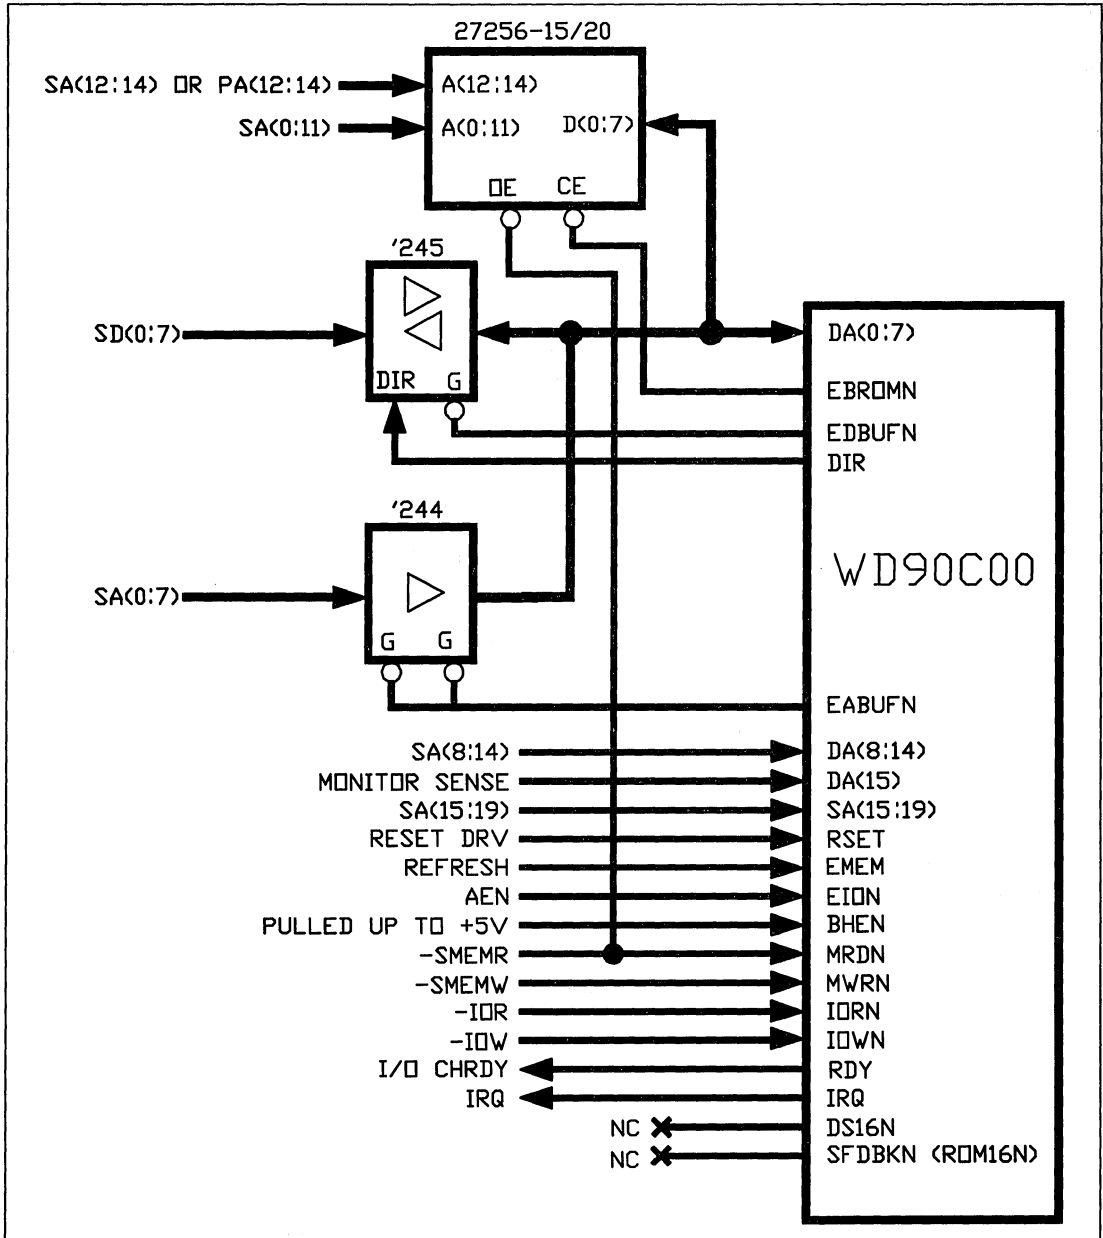 27256-15/20
SA(12:14) OR PA(12:14) A(12:14)
SA(0:11) A(0:11) D(0:7)
OE CE
'245
SD(0:7) DA(0:7)
DIR G
EBROMN
EDBUFN
DIR
'244
WD90C00
SA(0:7)
G G
EABUFN
SA(8:14) DA(8:14)
MONITOR SENSE DA(15)
SA(15:19) SA(15:19)
RESET DRV RSET
REFRESH EMEM
AEN EION
PULLED UP TO +5V BHEN
-SMEMR MRDN
-SMEMW MWRN
-IOR IORN
-IOW IOWN
I/O CHRDY RDY
IRQ IRQ
NC DS16N
NC SFDBKN (ROM16N)